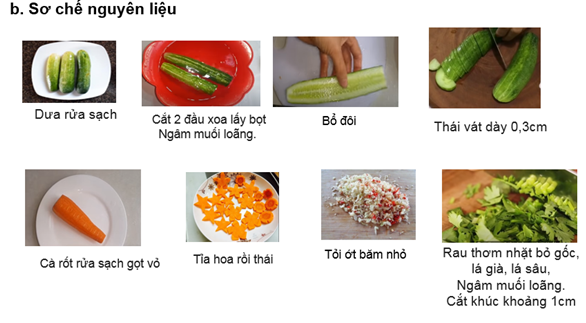 b. Sơ chế nguyên liệu
Dưa rửa sạch
Cắt 2 đầu xoa lấy bọt
Ngâm muối loãng.
Bổ đôi
Thái vát dày 0,3cm
Cà rốt rửa sạch gọt vỏ
Tỉa hoa rồi thái
Tỏi ớt băm nhỏ
Rau thơm nhặt bỏ gốc,
lá già, lá sâu,
Ngâm muối loãng.
Cắt khúc khoảng 1cm